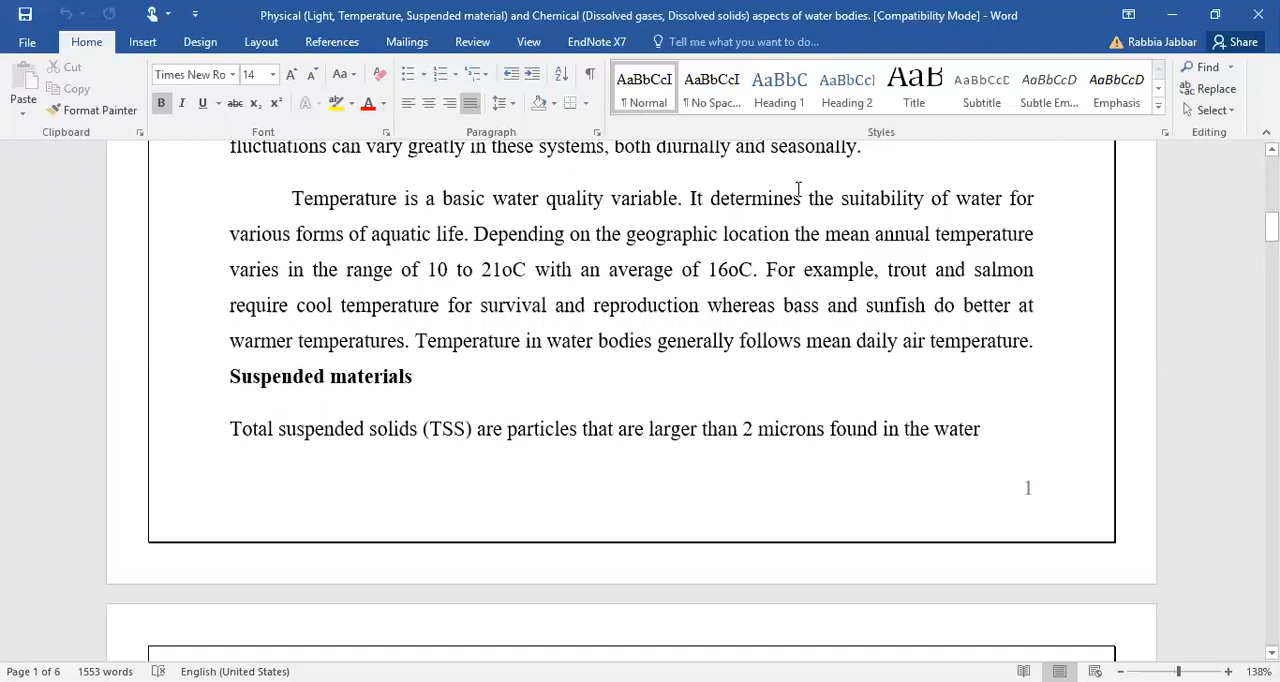 Physical (Light, Temperature, Suspended material) and Chemical (Dissolved gases, Dissolved solids) aspects of water bodies. [Compatibility Mode] - Word
File Home Insert Design Layout References Mailings Review View EndNote X7 Tell me what you want to do... Rabbia Jabbar Share
Paste
Cut
Copy
Format Painter
Clipboard
Times New Ro 14
B I U abc x₂ x² A ab A
Font
Paragraph
AaBbCcI AaBbCcI AaBbC AaBbCcI AaB AaBbCcD AaBbCcD AaBbCcD
¶ Normal ¶ No Spac... Heading 1 Heading 2 Title Subtitle Subtle Em... Emphasis
Styles
Find
Replace
Select
Editing
fluctuations can vary greatly in these systems, both diurnally and seasonally.
Temperature is a basic water quality variable. It determines the suitability of water for
various forms of aquatic life. Depending on the geographic location the mean annual temperature
varies in the range of 10 to 21oC with an average of 16oC. For example, trout and salmon
require cool temperature for survival and reproduction whereas bass and sunfish do better at
warmer temperatures. Temperature in water bodies generally follows mean daily air temperature.
Suspended materials
Total suspended solids (TSS) are particles that are larger than 2 microns found in the water
1
Page 1 of 6 1553 words English (United States) 138%